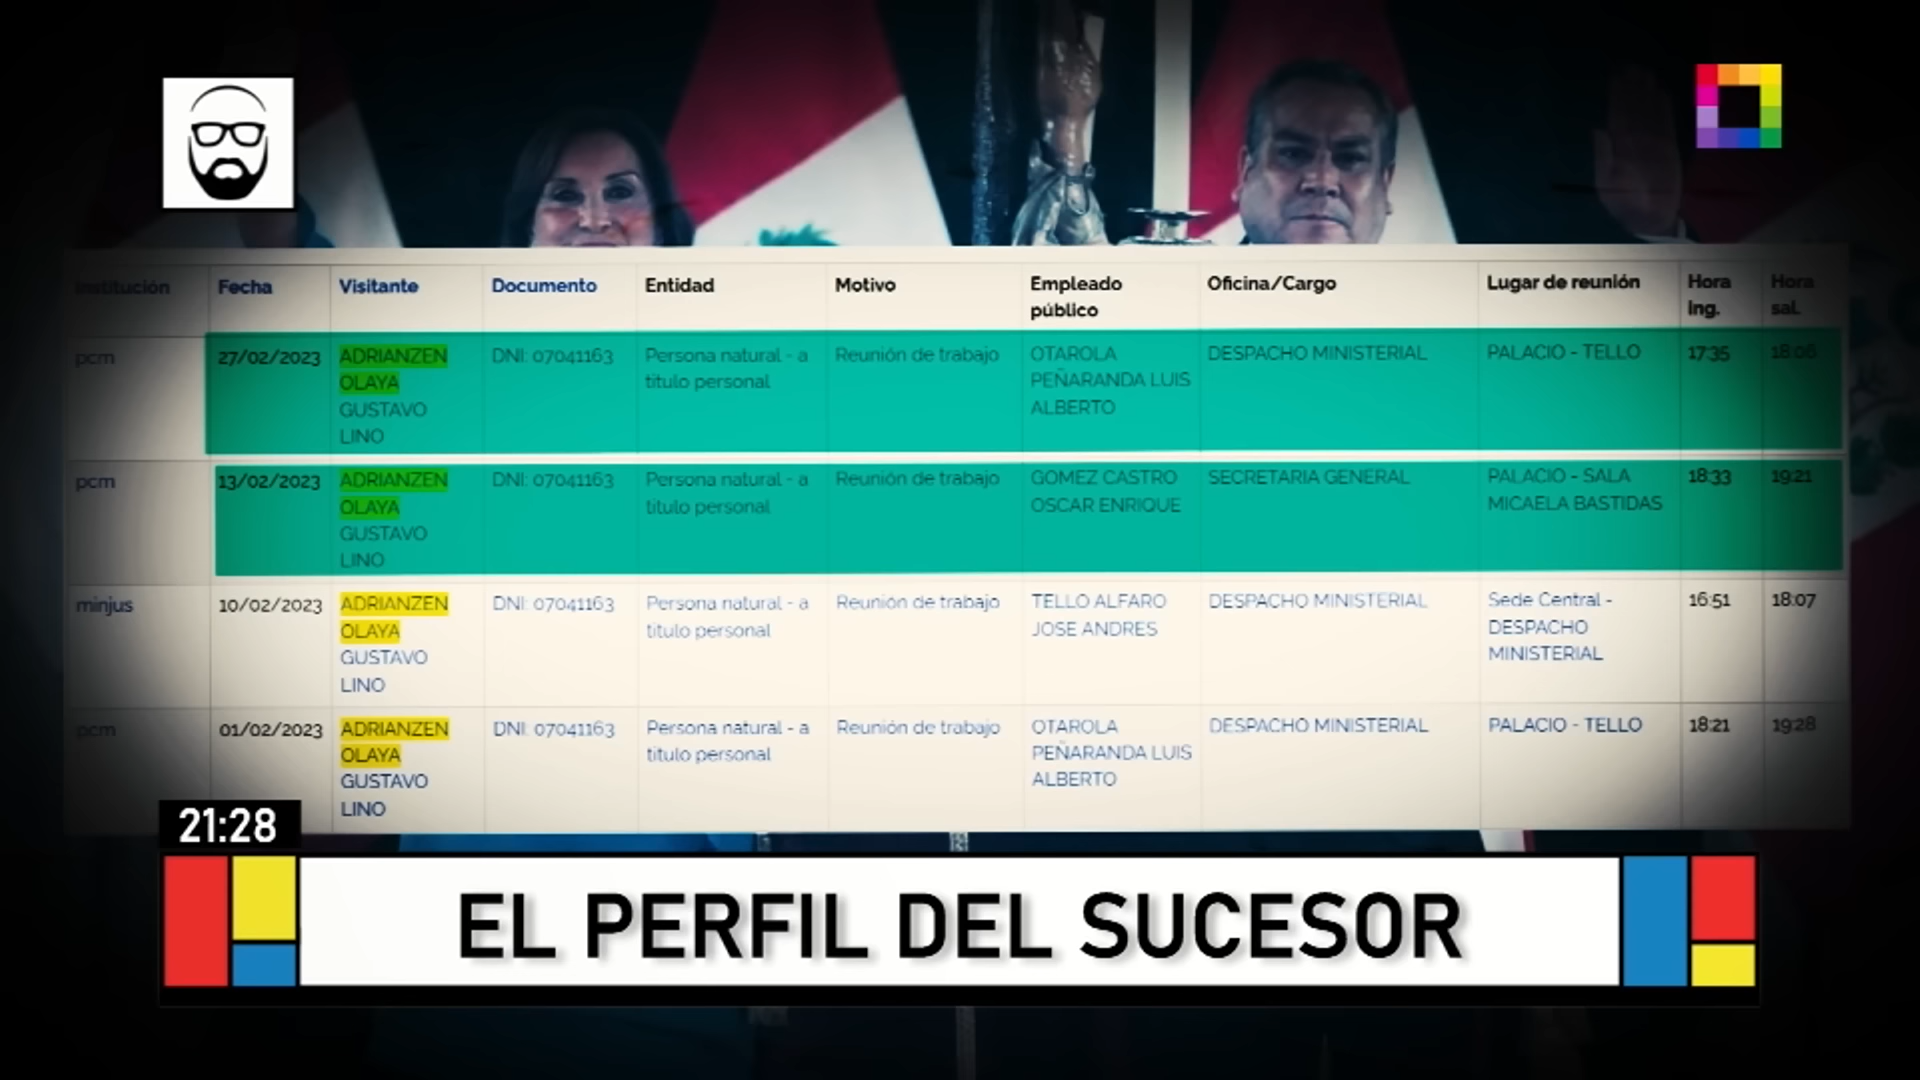 Institución Fecha Visitante Documento Entidad Motivo Empleado público Oficina/Cargo Lugar de reunión Hora ing. Hora sal.
pcm 27/02/2023 ADRIANZEN OLAYA GUSTAVO LINO DNI: 07041163 Persona natural - a titulo personal Reunión de trabajo OTAROLA PEÑARANDA LUIS ALBERTO DESPACHO MINISTERIAL PALACIO - TELLO 17:35 18:06
pcm 13/02/2023 ADRIANZEN OLAYA GUSTAVO LINO DNI: 07041163 Persona natural - a titulo personal Reunión de trabajo GOMEZ CASTRO OSCAR ENRIQUE SECRETARIA GENERAL PALACIO - SALA MICAELA BASTIDAS 18:33 19:21
minjus 10/02/2023 ADRIANZEN OLAYA GUSTAVO LINO DNI: 07041163 Persona natural - a titulo personal Reunión de trabajo TELLO ALFARO JOSE ANDRES DESPACHO MINISTERIAL Sede Central - DESPACHO MINISTERIAL 16:51 18:07
pcm 01/02/2023 ADRIANZEN OLAYA GUSTAVO LINO DNI: 07041163 Persona natural - a titulo personal Reunión de trabajo OTAROLA PEÑARANDA LUIS ALBERTO DESPACHO MINISTERIAL PALACIO - TELLO 18:21 19:28
21:28
EL PERFIL DEL SUCESOR